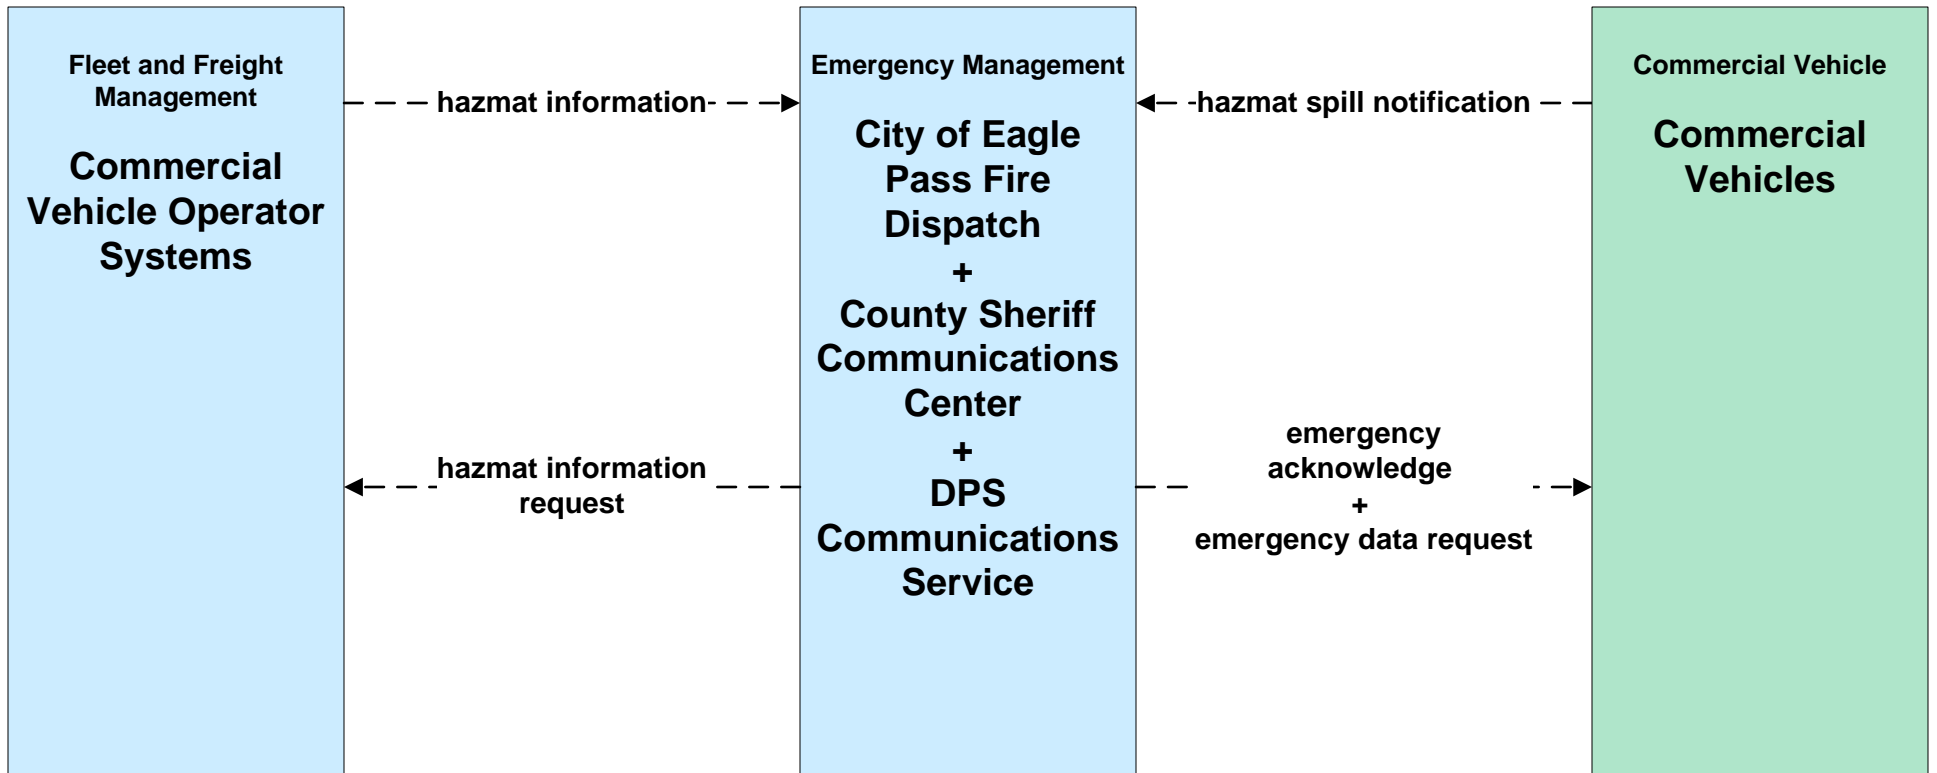 Fleet and Freight
Management
Commercial
Vehicle Operator
Systems
hazmat information
hazmat information
request
Emergency Management
City of Eagle
Pass Fire
Dispatch
+
County Sheriff
Communications
Center
+
DPS
Communications
Service
hazmat spill notification
emergency
acknowledge
+
emergency data request
Commercial Vehicle
Commercial
Vehicles